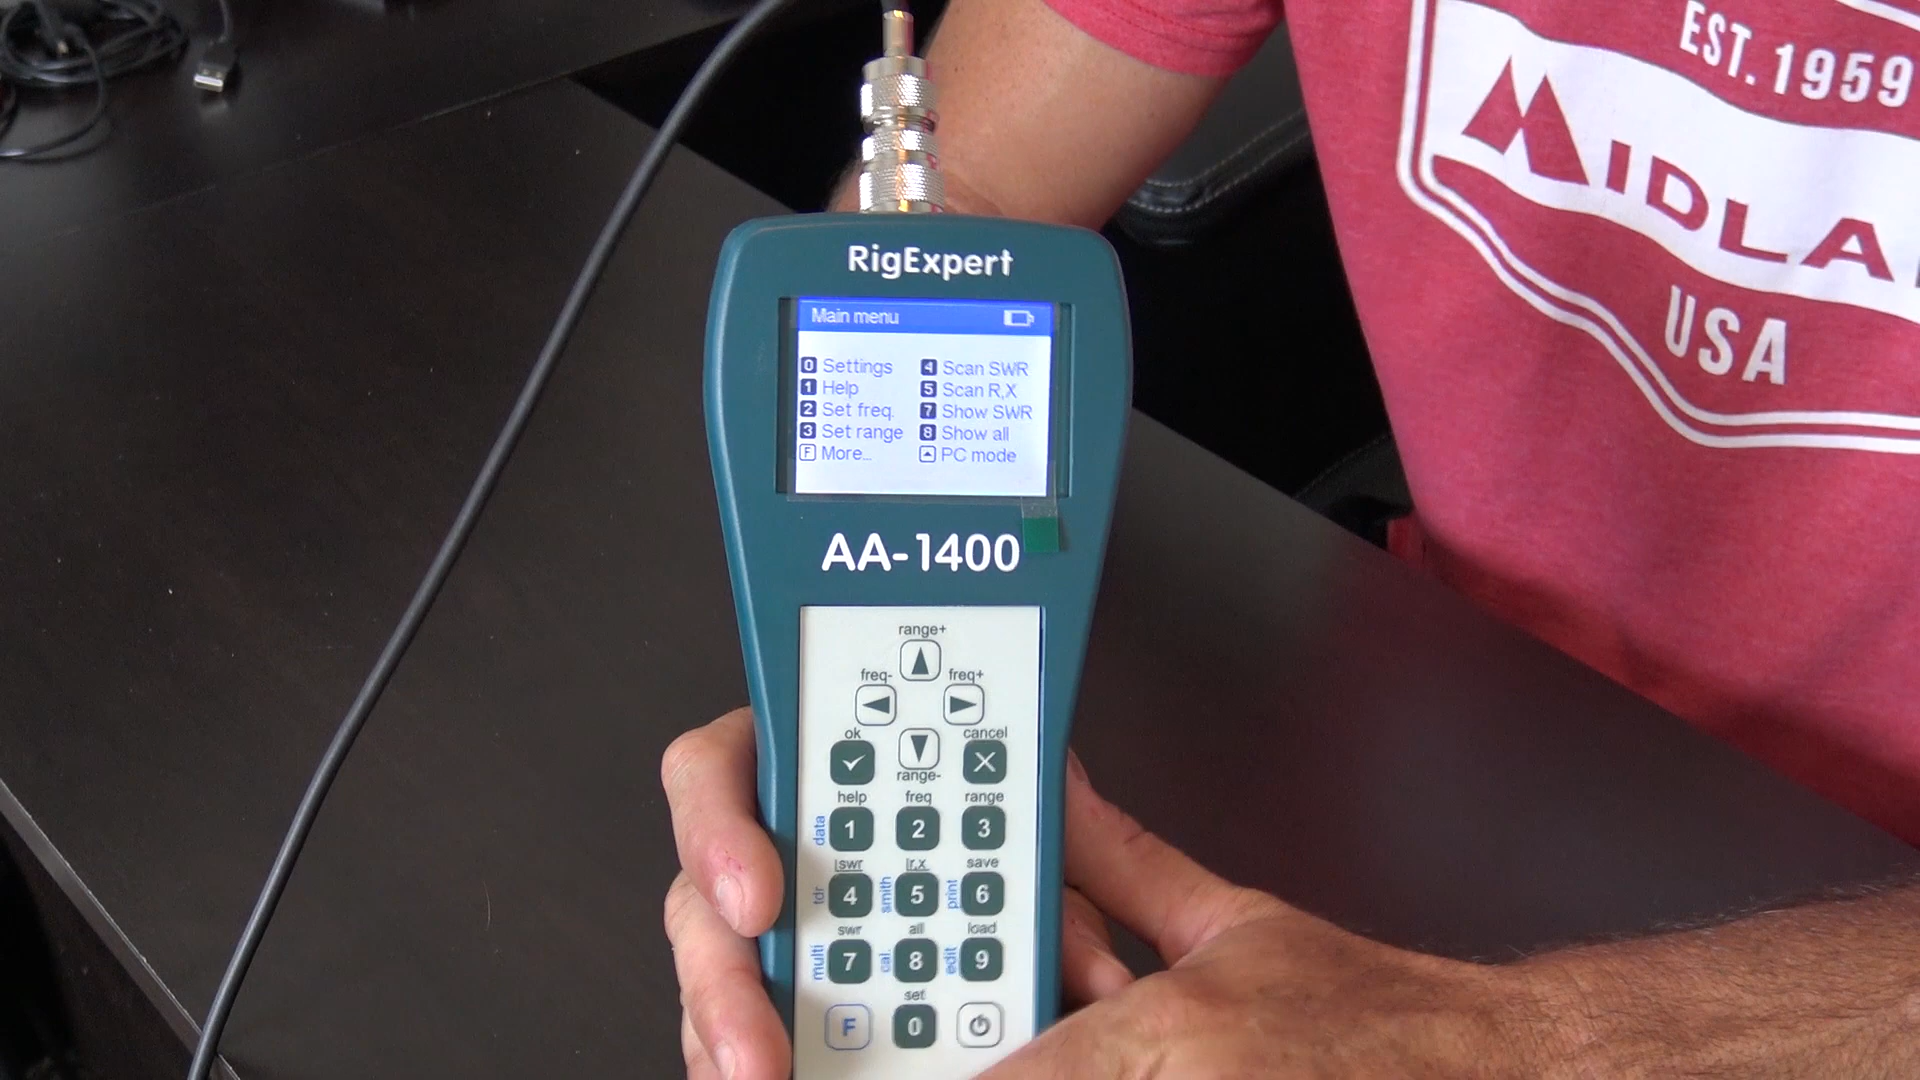 EST. 1959
MIDLA
USA
RigExpert
Main menu
0 Settings
1 Help
2 Set freq.
3 Set range
F More...
4 Scan SWR
5 Scan R,X
7 Show SWR
8 Show all
PC mode
AA-1400
range+
freq- freq+
ok cancel
range-
help freq range
data 1 2 3
swr r,x save
tdr 4 smith 5 print 6
swr all load
multi 7 cal. 8 edit 9
set
F 0